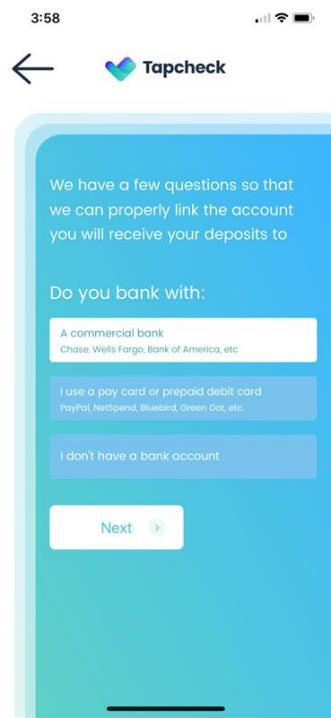 3:58
Tapcheck
We have a few questions so that
we can properly link the account
you will receive your deposits to
Do you bank with:
A commercial bank
Chase, Wells Fargo, Bank of America, etc
I use a pay card or prepaid debit card
PayPal, NetSpend, Bluebird, Green Dot, etc.
I don't have a bank account
Next